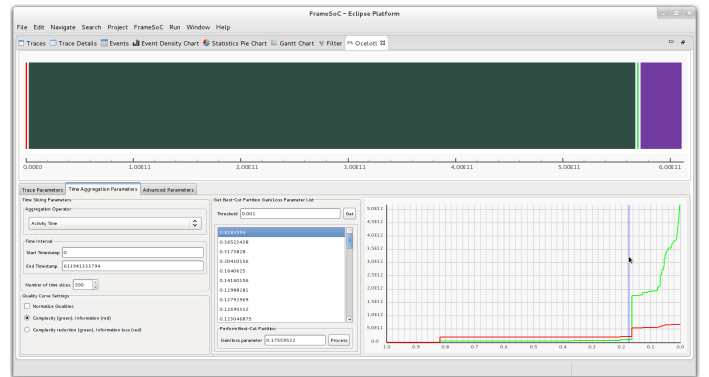 FrameSoC – Eclipse Platform
File Edit Navigate Search Project FrameSoC Run Window Help
Traces Trace Details Events Event Density Chart Statistics Pie Chart Gantt Chart Filter Ocelotl
0,00E0 1,00E11 2,00E11 3,00E11 4,00E11 5,00E11 6,00E11
Trace Parameters Time Aggregation Parameters Advanced Parameters
Time Slicing Parameters
Aggregation Operator
Activity Time
Time Interval
Start Timestamp 0
End Timestamp 611941333794
Number of time slices 200
Quality Curve Settings
Normalize Qualities
Complexity (green), Information (red)
Complexity reduction (green), Information loss (red)
Get Best-Cut Partition Gain/Loss Parameter List
Threshold 0.001 Get
0.36523438
0.3173828
0.20410156
0.1640625
0.14160156
0.12988281
0.12792969
0.12695312
0.123046875
Perform Best-Cut Partition
Gain/loss parameter 0.17559522 Process
5,0E12
4,5E12
4,0E12
3,5E12
3,0E12
2,5E12
2,0E12
1,5E12
1,0E12
5,0E11
0.0
1.0 0.9 0.8 0.7 0.6 0.5 0.4 0.3 0.2 0.1 0.0